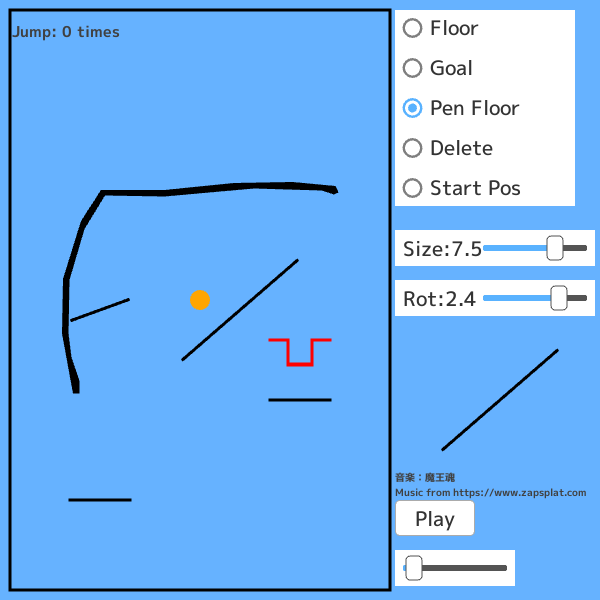 Jump: 0 times
Floor
Goal
Pen Floor
Delete
Start Pos
Size:7.5
Rot:2.4
音楽：魔王魂
Music from https://www.zapsplat.com
Play